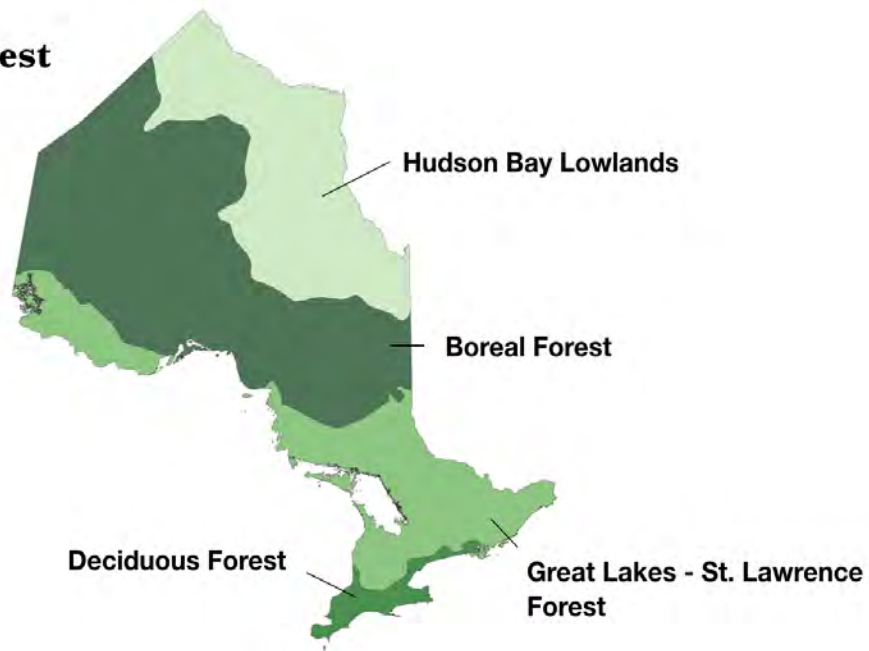 est
Hudson Bay Lowlands
Boreal Forest
Deciduous Forest
Great Lakes - St. Lawrence
Forest